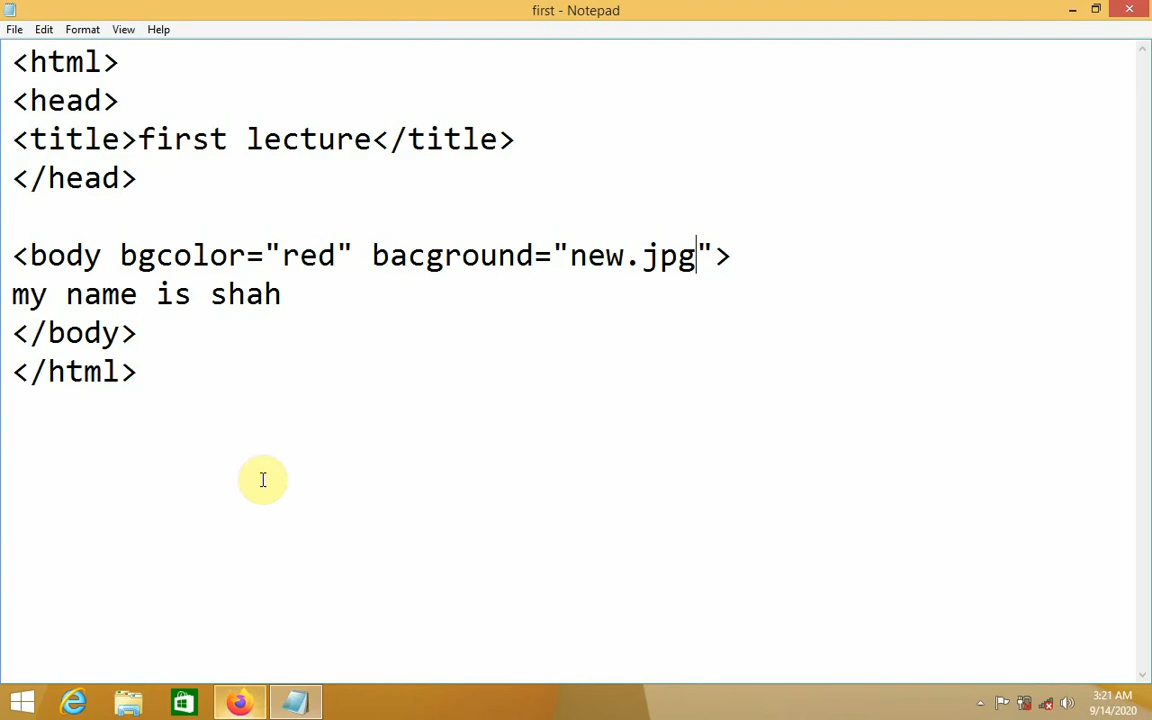 first - Notepad
File Edit Format View Help
<html>
<head>
<title>first lecture</title>
</head>
<body bgcolor="red" bacground="new.jpg">
my name is shah
</body>
</html>
3:21 AM
9/14/2020